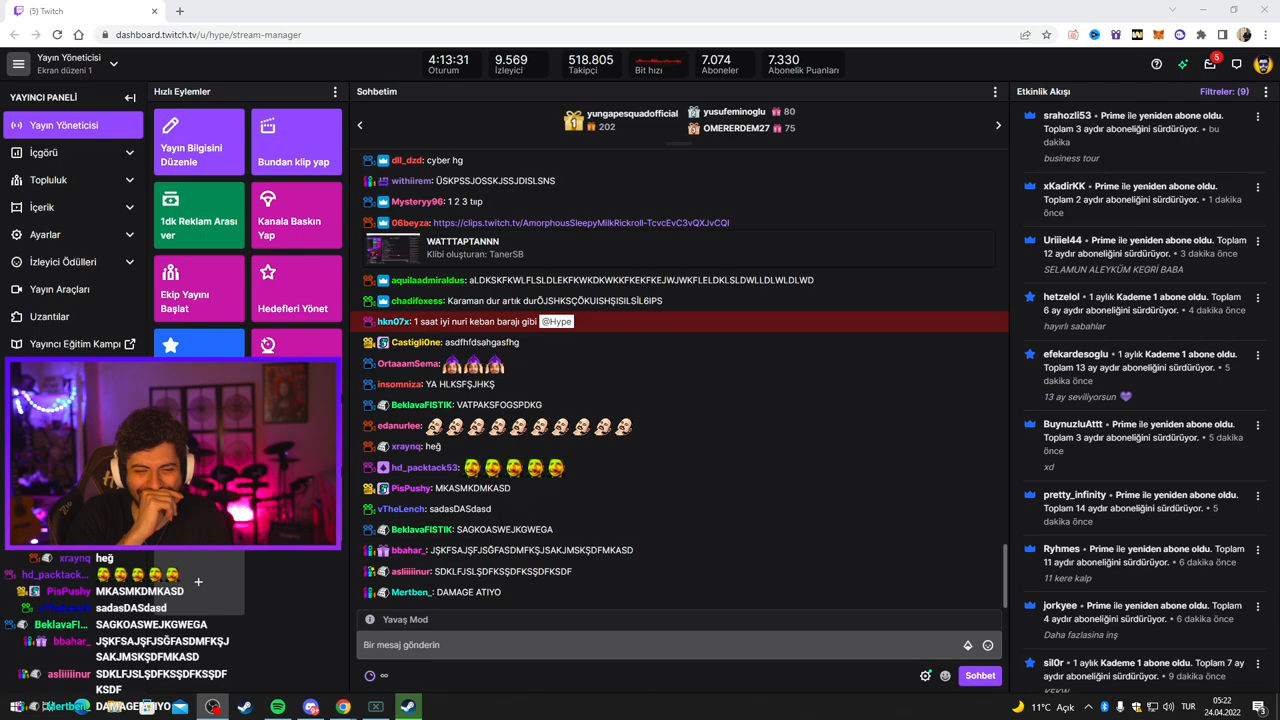 (5) Twitch
dashboard.twitch.tv/u/hype/stream-manager
Yayın Yöneticisi
Ekran düzeni 1
4:13:31
Oturum
9.569
İzleyici
518.805
Takipçi
Bit hızı
7.074
Aboneler
7.330
Abonelik Puanları
5
YAYINCI PANELİ
Yayın Yöneticisi
İçgörü
Topluluk
İçerik
Ayarlar
İzleyici Ödülleri
Yayın Araçları
Uzantılar
Yayıncı Eğitim Kampı
Hızlı Eylemler
Yayın Bilgisini
Düzenle
Bundan klip yap
1dk Reklam Arası
ver
Kanala Baskın
Yap
Ekip Yayını
Başlat
Hedefleri Yönet
Sohbetim
1
yungapesquadofficial
202
yusufeminoglu 80
OMERERDEM27 75
dll_dzd: cyber hg
withiirem: ÜSKPSSJOSSKJSSJDISLSNS
Mysteryy96: 1 2 3 tııp
06beyza: https://clips.twitch.tv/AmorphousSleepyMilkRickroll-TcvcEvC3vQXJvCQl
WATTTAPTANNN
Klibi oluşturan: TanerSB
aquilaadmiraldus: aLDKSKFKWLFLSLDLEKFKWKDKWKKFEKFEJWJWKFLELDKLSLDWLLDLWLDLWD
chadifoxess: Karaman dur artık durÖJSHKSÇÖKUISHŞISILSİL6IPS
hkn07x: 1 saat iyi nuri keban barajı gibi @Hype
Castigli0ne: asdfhfdsahgasfhg
OrtaaamSema:
insomniza: YA HLKSFŞJHKŞ
BeklavaFISTIK: VATPAKSFOGSPDKG
edanurlee:
xraynq: heğ
hd_packtack53:
PisPushy: MKASMKDMKASD
vTheLench: sadasDASdasd
BeklavaFISTIK: SAGKOASWEJKGWEGA
bbahar_: JŞKFSAJŞFJSĞFASDMFKŞJSAKJMSKŞDFMKASD
asliiiiinur: SDKLFJSLŞDFKSŞDFKSŞDFKSDF
Mertben_: DAMAGE ATIYO
Yavaş Mod
Bir mesaj gönderin
∞
Sohbet
Etkinlik Akışı
Filtreler: (9)
srahozli53 • Prime ile yeniden abone oldu.
Toplam 3 aydır aboneliğini sürdürüyor. • bu
dakika
business tour
xKadirKK • Prime ile yeniden abone oldu.
Toplam 2 aydır aboneliğini sürdürüyor. • 1 dakika
önce
Uriiiel44 • Prime ile yeniden abone oldu. Toplam
12 aydır aboneliğini sürdürüyor. • 3 dakika önce
SELAMUN ALEYKÜM KEGRİ BABA
hetzeloi • 1 aylık Kademe 1 abone oldu. Toplam
6 ay aydır aboneliğini sürdürüyor. • 4 dakika önce
hayırlı sabahlar
efekardesoglu • 1 aylık Kademe 1 abone oldu.
Toplam 13 ay aydır aboneliğini sürdürüyor. • 5
dakika önce
13 ay seviliyorsun
BuynuzluAttt • Prime ile yeniden abone oldu.
Toplam 3 aydır aboneliğini sürdürüyor. • 5 dakika
önce
xd
pretty_infinity • Prime ile yeniden abone oldu.
Toplam 14 aydır aboneliğini sürdürüyor. • 5
dakika önce
Ryhmes • Prime ile yeniden abone oldu. Toplam
11 aydır aboneliğini sürdürüyor. • 6 dakika önce
11 kere kalp
jorkyee • Prime ile yeniden abone oldu. Toplam
4 aydır aboneliğini sürdürüyor. • 6 dakika önce
Daha fazlasina inş
sil0r • 1 aylık Kademe 1 abone oldu. Toplam 7 ay
aydır aboneliğini sürdürüyor. • 9 dakika önce
KEKW
xraynq heğ
hd_packtack...
PisPushy MKASMKDMKASD
vTheLench sadasDASdasd
BeklavaFI... SAGKOASWEJKGWEGA
bbahar_ JŞKFSAJŞFJSĞFASDMFKŞJ
SAKJMSKŞDFMKASD
asliiiiinur SDKLFJSLŞDFKSŞDFKSŞDF
KSDF
Mertben_ DAMAGE ATIYO
11°C Açık
TUR
05:22
24.04.2022
3